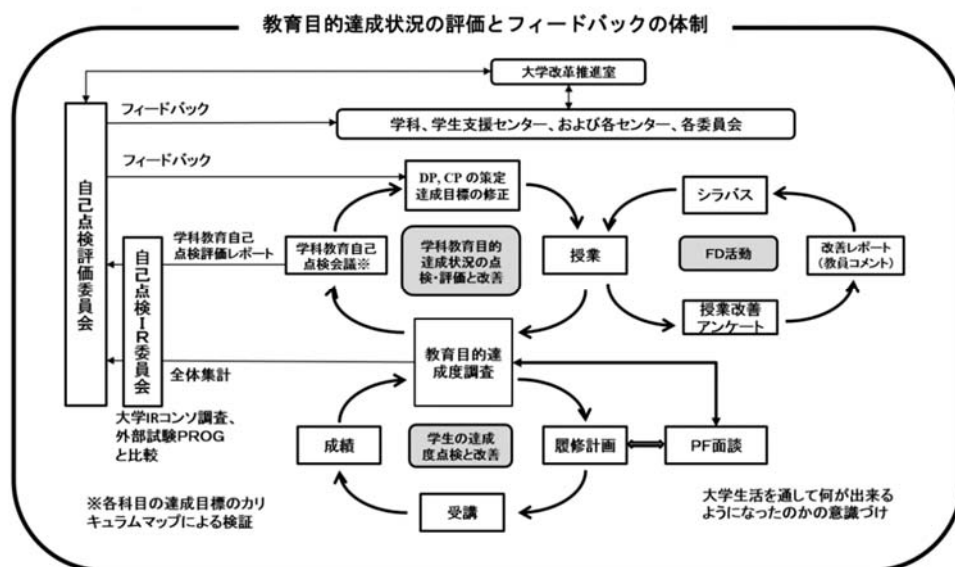 教育目的達成状況の評価とフィードバックの体制
大学改革推進室
フィードバック
学科、学生支援センター、および各センター、各委員会
フィードバック
DP, CP の策定
達成目標の修正
シラバス
自己点検評価委員会
自己点検IR委員会
学科教育自己
点検評価レポート
学科教育自己
点検会議※
学科教育目的
達成状況の点
検・評価と改善
授業
FD活動
改善レポート
(教員コメント)
授業改善
アンケート
教育目的達
成度調査
全体集計
大学IRコンソ調査、
外部試験PROG
と比較
成績
学生の達成
度点検と改善
履修計画
PF面談
受講
※各科目の達成目標のカリ
キュラムマップによる検証
大学生活を通して何が出来る
ようになったのかの意識づけ